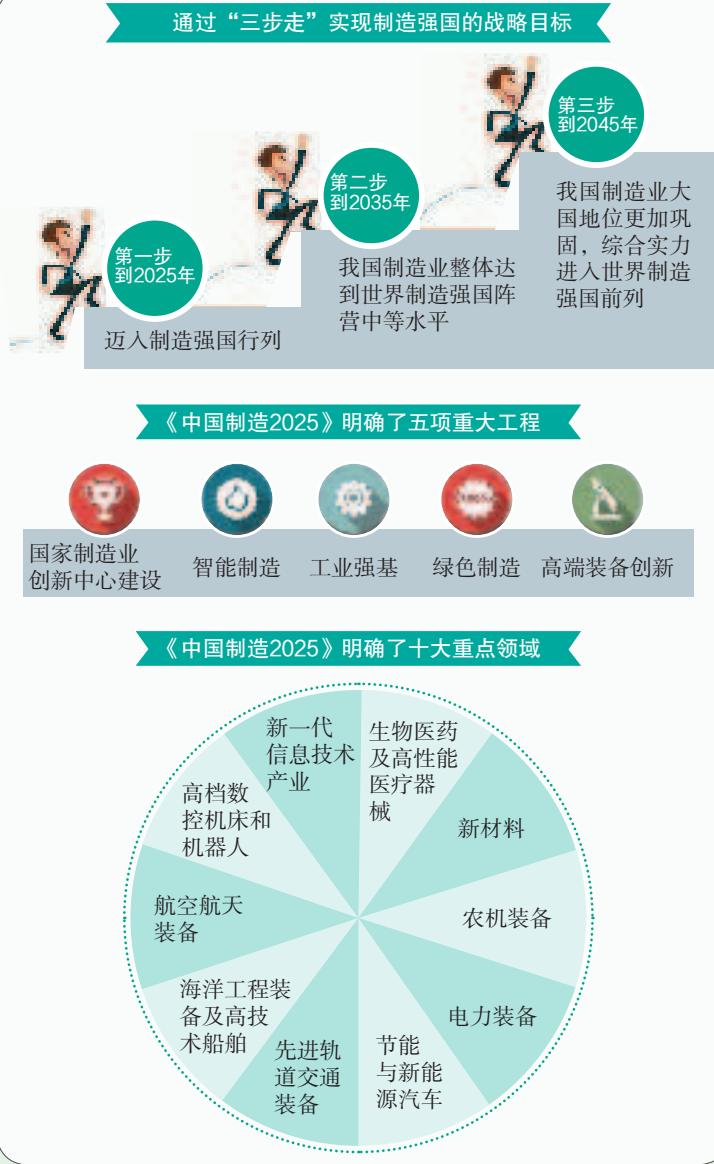 通过“三步走”实现制造强国的战略目标
第一步
到2025年
迈入制造强国行列
第二步
到2035年
我国制造业整体达
到世界制造强国阵
营中等水平
第三步
到2045年
我国制造业大
国地位更加巩
固，综合实力
进入世界制造
强国前列
《中国制造2025》明确了五项重大工程
国家制造业
创新中心建设
智能制造
工业强基
绿色制造
高端装备创新
《中国制造2025》明确了十大重点领域
新一代
信息技术
产业
生物医药
及高性能
医疗器
械
高档数
控机床和
机器人
新材料
航空航天
装备
农机装备
海洋工程装
备及高技
术船舶
电力装备
先进轨
道交通
装备
节能
与新能
源汽车